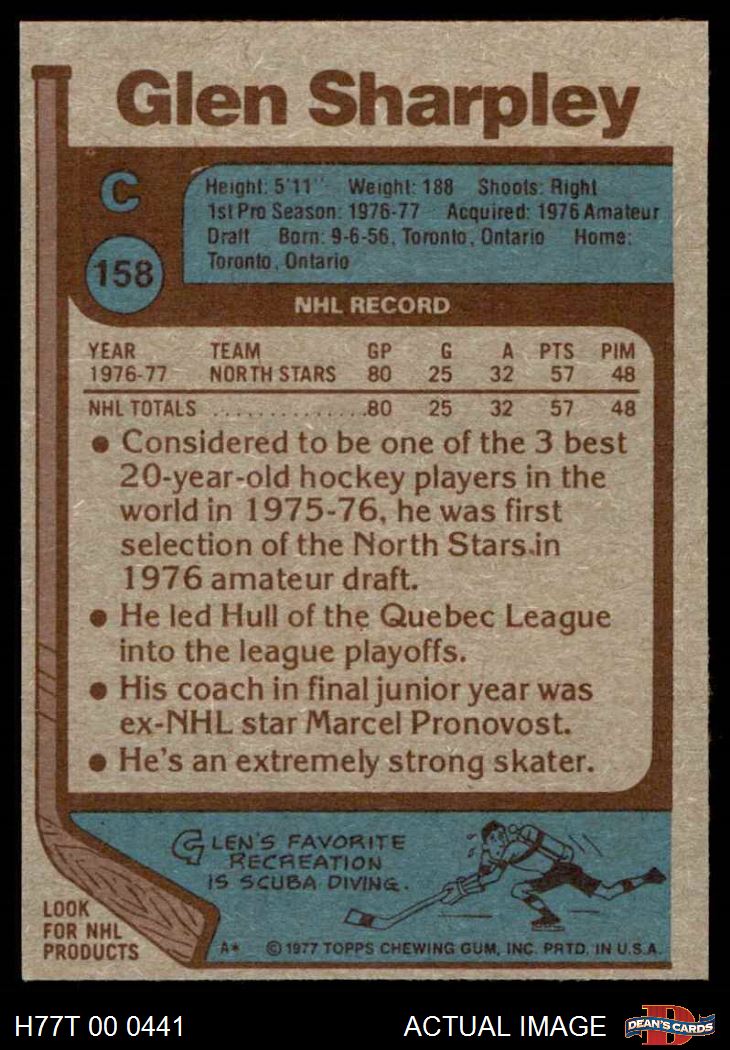 Glen Sharpley
C
158
Height: 5'11" Weight: 188 Shoots: Right
1st Pro Season: 1976-77 Acquired: 1976 Amateur
Draft Born: 9-6-56, Toronto, Ontario Home:
Toronto, Ontario
NHL RECORD
YEAR TEAM GP G A PTS PIM
1976-77 NORTH STARS 80 25 32 57 48
NHL TOTALS ..............80 25 32 57 48
• Considered to be one of the 3 best
20-year-old hockey players in the
world in 1975-76, he was first
selection of the North Stars in
1976 amateur draft.
• He led Hull of the Quebec League
into the league playoffs.
• His coach in final junior year was
ex-NHL star Marcel Pronovost.
• He's an extremely strong skater.
GLEN'S FAVORITE
RECREATION
IS SCUBA DIVING.
LOOK
FOR NHL
PRODUCTS
A* © 1977 TOPPS CHEWING GUM, INC. PRTD. IN U.S.A.
H77T 00 0441 ACTUAL IMAGE D DEAN'S CARDS